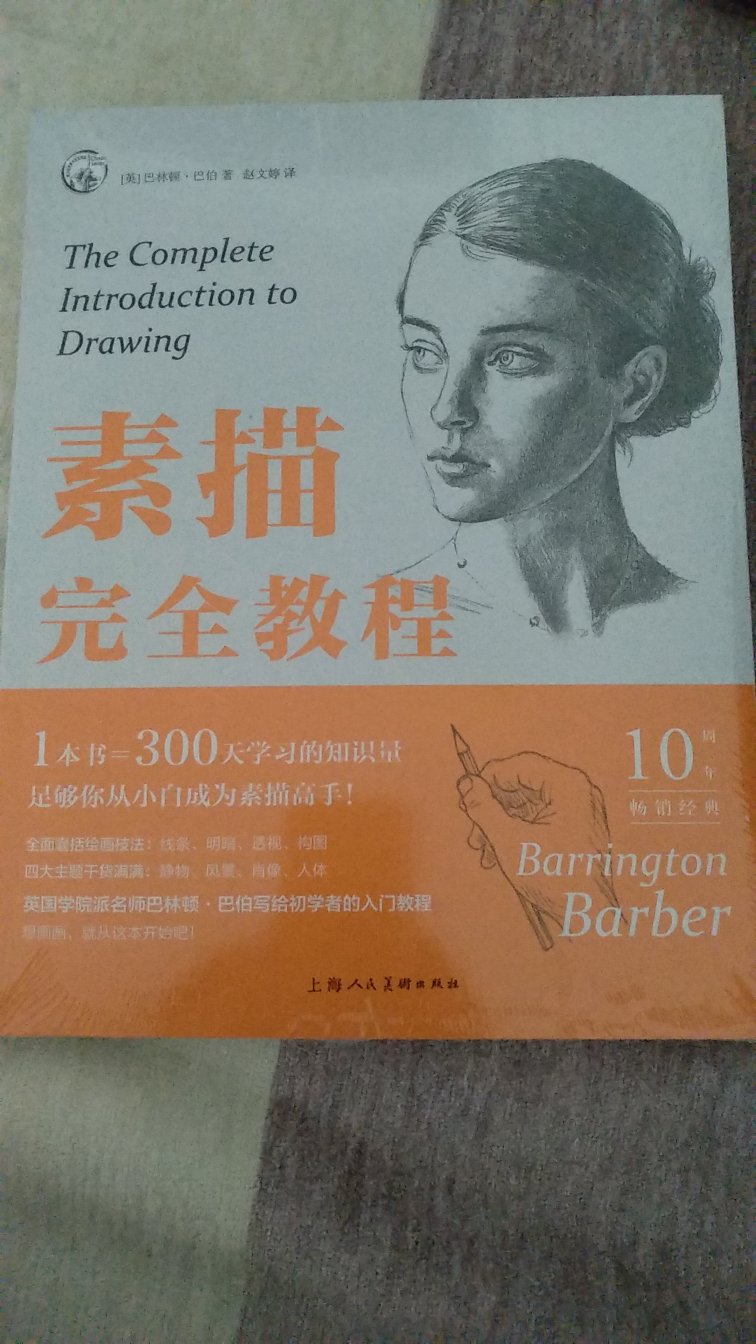 [英]巴林顿·巴伯 著 赵文婷 译
The Complete
Introduction to
Drawing
素描
完全教程
1本书=300天学习的知识量
足够你从小白成为素描高手!
全面囊括绘画技法:线条、明暗、透视、构图
四大主题干货满满:静物、风景、肖像、人体
英国学院派名师巴林顿·巴伯写给初学者的入门教程
想画画,就从这本开始吧!
10周年
畅销经典
Barrington
Barber
上海人民美術出版社